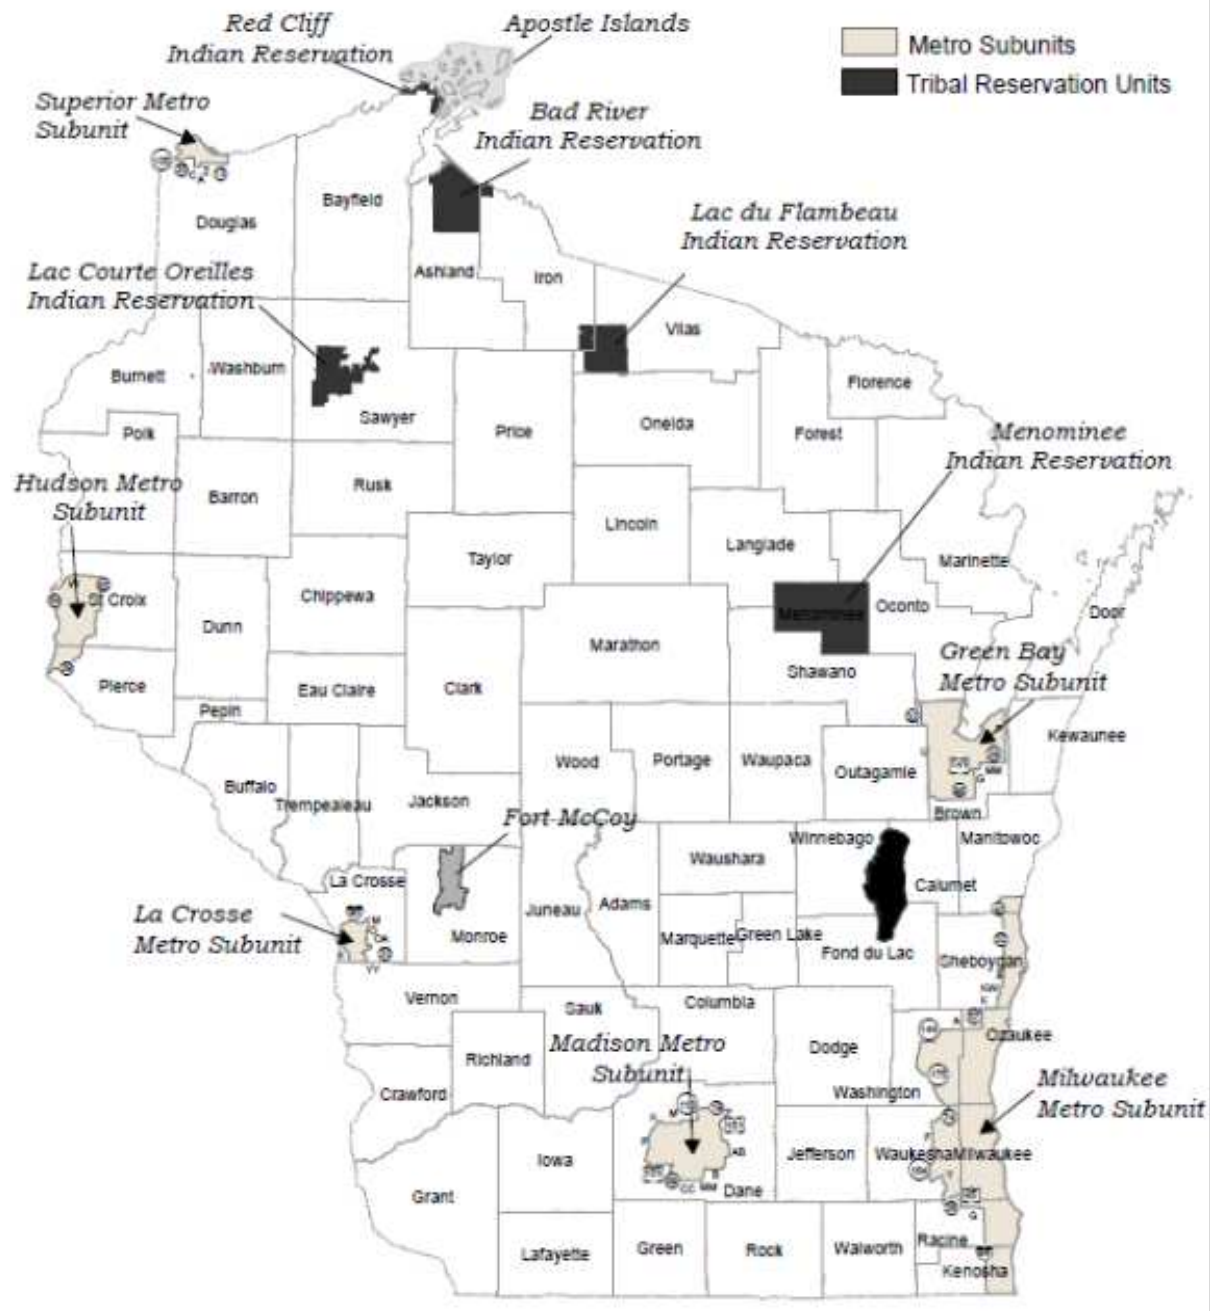 Red Cliff
Indian Reservation
Apostle Islands
Metro Subunits
Tribal Reservation Units
Superior Metro
Subunit
Bad River
Indian Reservation
Bayfield
Douglas
Lac du Flambeau
Indian Reservation
Lac Courte Oreilles
Indian Reservation
Ashland
Iron
Vilas
Burnett
Washburn
Sawyer
Florence
Polk
Price
Oneida
Forest
Menominee
Indian Reservation
Hudson Metro
Subunit
Barron
Rusk
Lincoln
Langlade
Taylor
Marinette
St Croix
Chippewa
Menominee
Oconto
Door
Dunn
Marathon
Shawano
Green Bay
Metro Subunit
Pierce
Eau Claire
Clark
Pepin
Kewaunee
Wood
Portage
Waupaca
Outagamie
Buffalo
Trempealeau
Jackson
MM
G
Brown
Fort McCoy
Winnebago
Manitowoc
Waushara
La Crosse
Calumet
La Crosse
Metro Subunit
M
Juneau
Adams
Monroe
Marquette
Green Lake
Fond du Lac
Sheboygan
YY
Vernon
Sauk
Columbia
Ozaukee
Madison Metro
Subunit
Richland
Dodge
Washington
Crawford
Milwaukee
Metro Subunit
M
AB
Iowa
Jefferson
Waukesha
Milwaukee
B
CC
MM
Dane
Grant
G
Lafayette
Green
Rock
Walworth
Racine
Kenosha